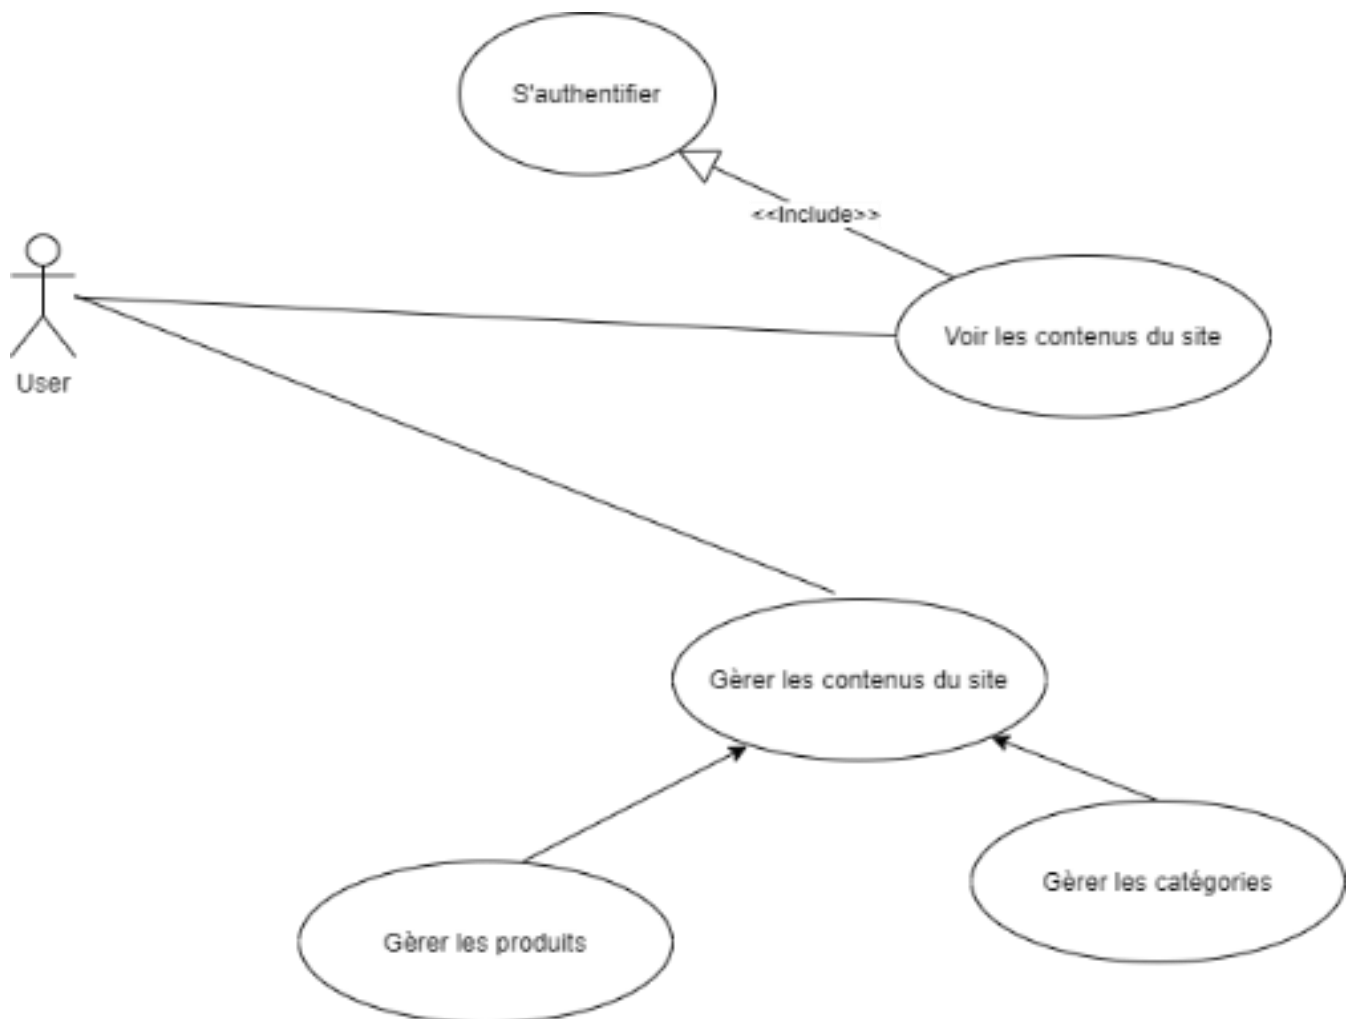 S'authentifier
<<Include>>
Voir les contenus du site
User
Gèrer les contenus du site
Gèrer les catégories
Gèrer les produits